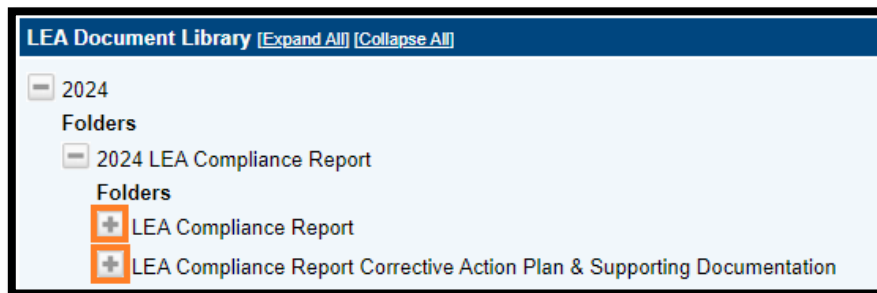 LEA Document Library [Expand All] [Collapse All]
2024
Folders
2024 LEA Compliance Report
Folders
LEA Compliance Report
LEA Compliance Report Corrective Action Plan & Supporting Documentation